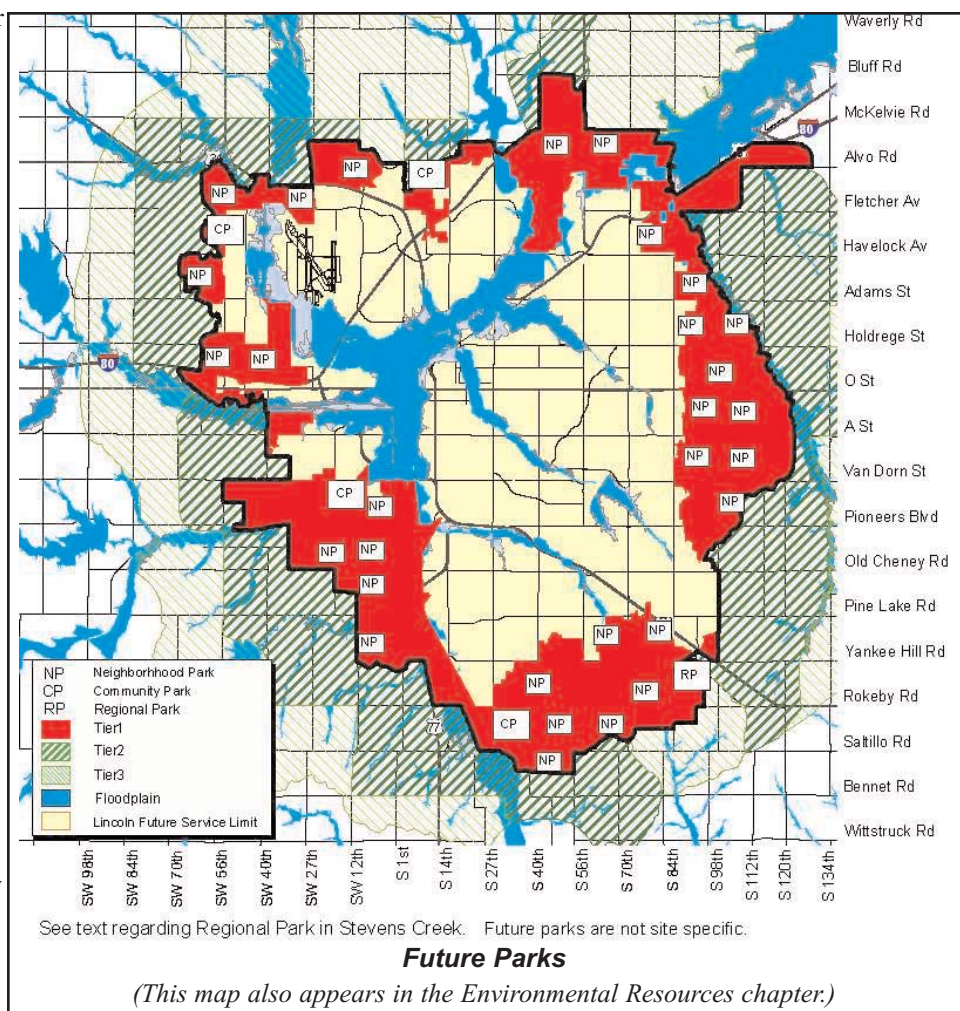 Waverly Rd
Bluff Rd
McKelvie Rd
80
NP
NP
Alvo Rd
NP
CP
NP
NP
Fletcher Av
CP
NP
Havelock Av
NP
NP
Adams St
NP
NP
Holdrege St
NP
NP
80
NP
O St
NP
NP
A St
NP
NP
Van Dorn St
CP
NP
NP
Pioneers Blvd
NP
NP
Old Cheney Rd
NP
Pine Lake Rd
NP
NP
NP
Yankee Hill Rd
RP
NP
NP
Rokeby Rd
CP
NP
NP
77
Saltillo Rd
NP
Bennet Rd
Wittstruck Rd
NP Neighborhhood Park
CP Community Park
RP Regional Park
Tier1
Tier2
Tier3
Floodplain
Lincoln Future Service Limit
SW 98th
SW 84th
SW 70th
SW 56th
SW 40th
SW 27th
SW 12th
S 1st
S 14th
S 27th
S 40th
S 56th
S 70th
S 84th
S 98th
S 112th
S 120th
S 134th
See text regarding Regional Park in Stevens Creek. Future parks are not site specific.
Future Parks
(This map also appears in the Environmental Resources chapter.)